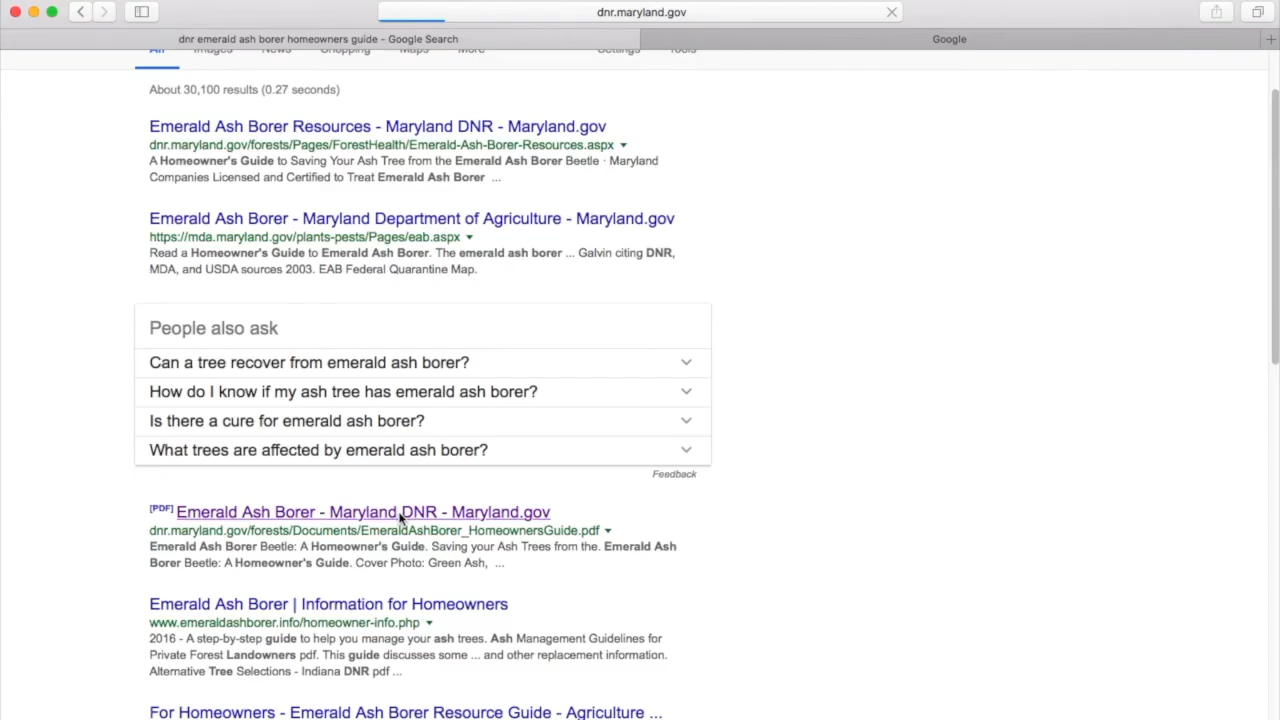 dnr.maryland.gov
dnr emerald ash borer homeowners guide - Google Search
Google
All Images News Shopping Maps More Settings Tools
About 30,100 results (0.27 seconds)
Emerald Ash Borer Resources - Maryland DNR - Maryland.gov
dnr.maryland.gov/forests/Pages/ForestHealth/Emerald-Ash-Borer-Resources.aspx
A Homeowner's Guide to Saving Your Ash Tree from the Emerald Ash Borer Beetle · Maryland
Companies Licensed and Certified to Treat Emerald Ash Borer ...
Emerald Ash Borer - Maryland Department of Agriculture - Maryland.gov
https://mda.maryland.gov/plants-pests/Pages/eab.aspx
Read a Homeowner's Guide to Emerald Ash Borer. The emerald ash borer ... Galvin citing DNR,
MDA, and USDA sources 2003. EAB Federal Quarantine Map.
People also ask
Can a tree recover from emerald ash borer?
How do I know if my ash tree has emerald ash borer?
Is there a cure for emerald ash borer?
What trees are affected by emerald ash borer?
Feedback
[PDF] Emerald Ash Borer - Maryland DNR - Maryland.gov
dnr.maryland.gov/forests/Documents/EmeraldAshBorer_HomeownersGuide.pdf
Emerald Ash Borer Beetle: A Homeowner's Guide. Saving your Ash Trees from the. Emerald Ash
Borer Beetle: A Homeowner's Guide. Cover Photo: Green Ash, ...
Emerald Ash Borer | Information for Homeowners
www.emeraldashborer.info/homeowner-info.php
2016 - A step-by-step guide to help you manage your ash trees. Ash Management Guidelines for
Private Forest Landowners pdf. This guide discusses some ... and other replacement information.
Alternative Tree Selections - Indiana DNR pdf ...
For Homeowners - Emerald Ash Borer Resource Guide - Agriculture ...